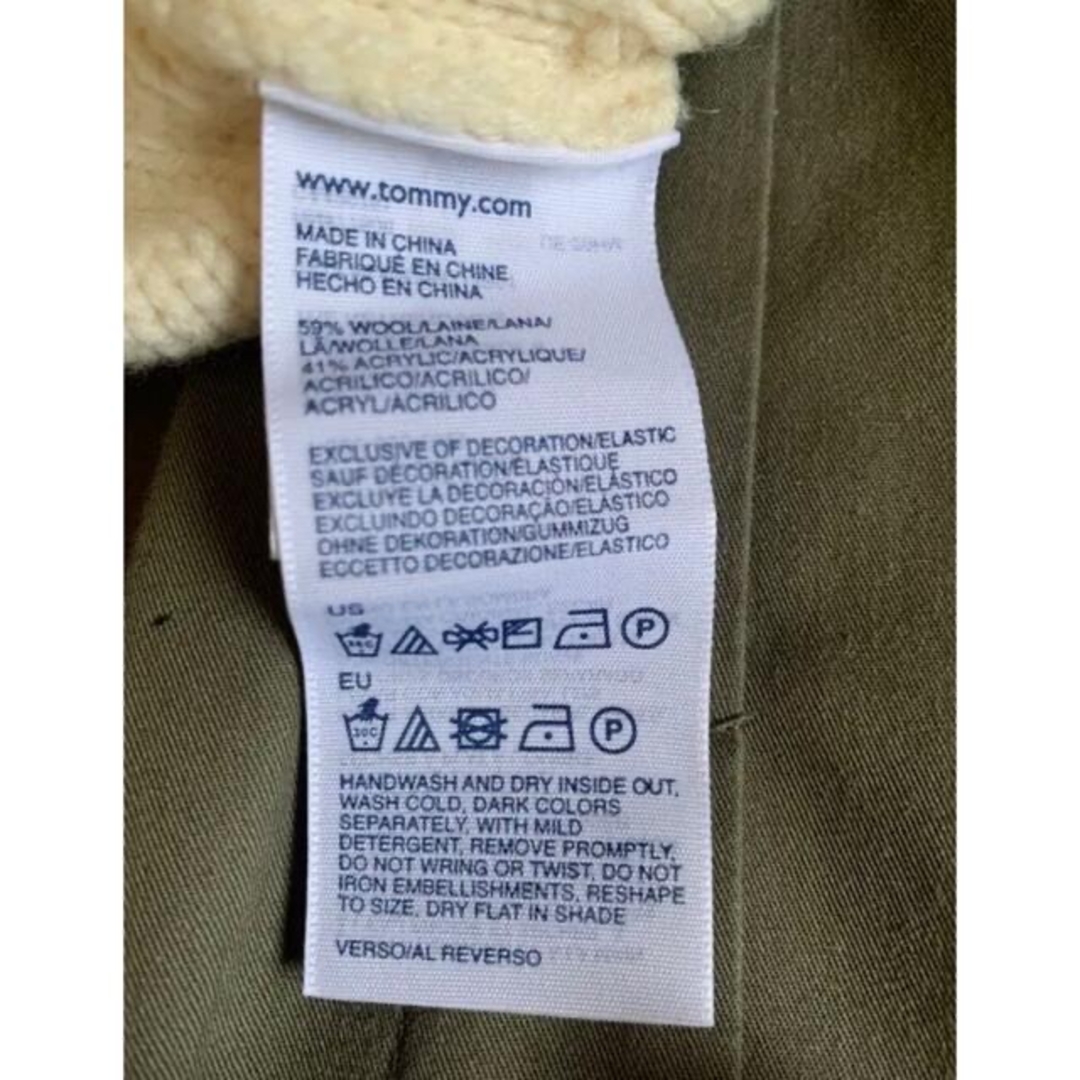 www.tommy.com
MADE IN CHINA
FABRIQUÉ EN CHINE
HECHO EN CHINA
59% WOOL/LAINE/LANA/
LÃ/WOLLE/LANA
41% ACRYLIC/ACRYLIQUE/
ACRILICO/ACRILICO/
ACRYL/ACRILICO
EXCLUSIVE OF DECORATION/ELASTIC
SAUF DÉCORATION/ÉLASTIQUE
EXCLUYE LA DECORACIÓN/ELÁSTICO
EXCLUINDO DECORAÇÃO/ELÁSTICO
OHNE DEKORATION/GUMMIZUG
ECCETTO DECORAZIONE/ELASTICO
US
P
EU
30C P
HANDWASH AND DRY INSIDE OUT,
WASH COLD, DARK COLORS
SEPARATELY, WITH MILD
DETERGENT, REMOVE PROMPTLY,
DO NOT WRING OR TWIST, DO NOT
IRON EMBELLISHMENTS, RESHAPE
TO SIZE, DRY FLAT IN SHADE
VERSO/AL REVERSO